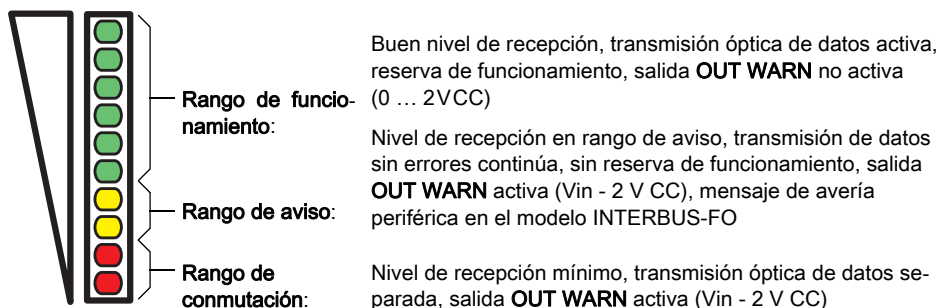 Rango de funcio-
namiento:
Buen nivel de recepción, transmisión óptica de datos activa,
reserva de funcionamiento, salida OUT WARN no activa
(0 … 2VCC)
Rango de aviso:
Nivel de recepción en rango de aviso, transmisión de datos
sin errores continúa, sin reserva de funcionamiento, salida
OUT WARN activa (Vin - 2 V CC), mensaje de avería
periférica en el modelo INTERBUS-FO
Rango de
conmutación:
Nivel de recepción mínimo, transmisión óptica de datos se-
parada, salida OUT WARN activa (Vin - 2 V CC)